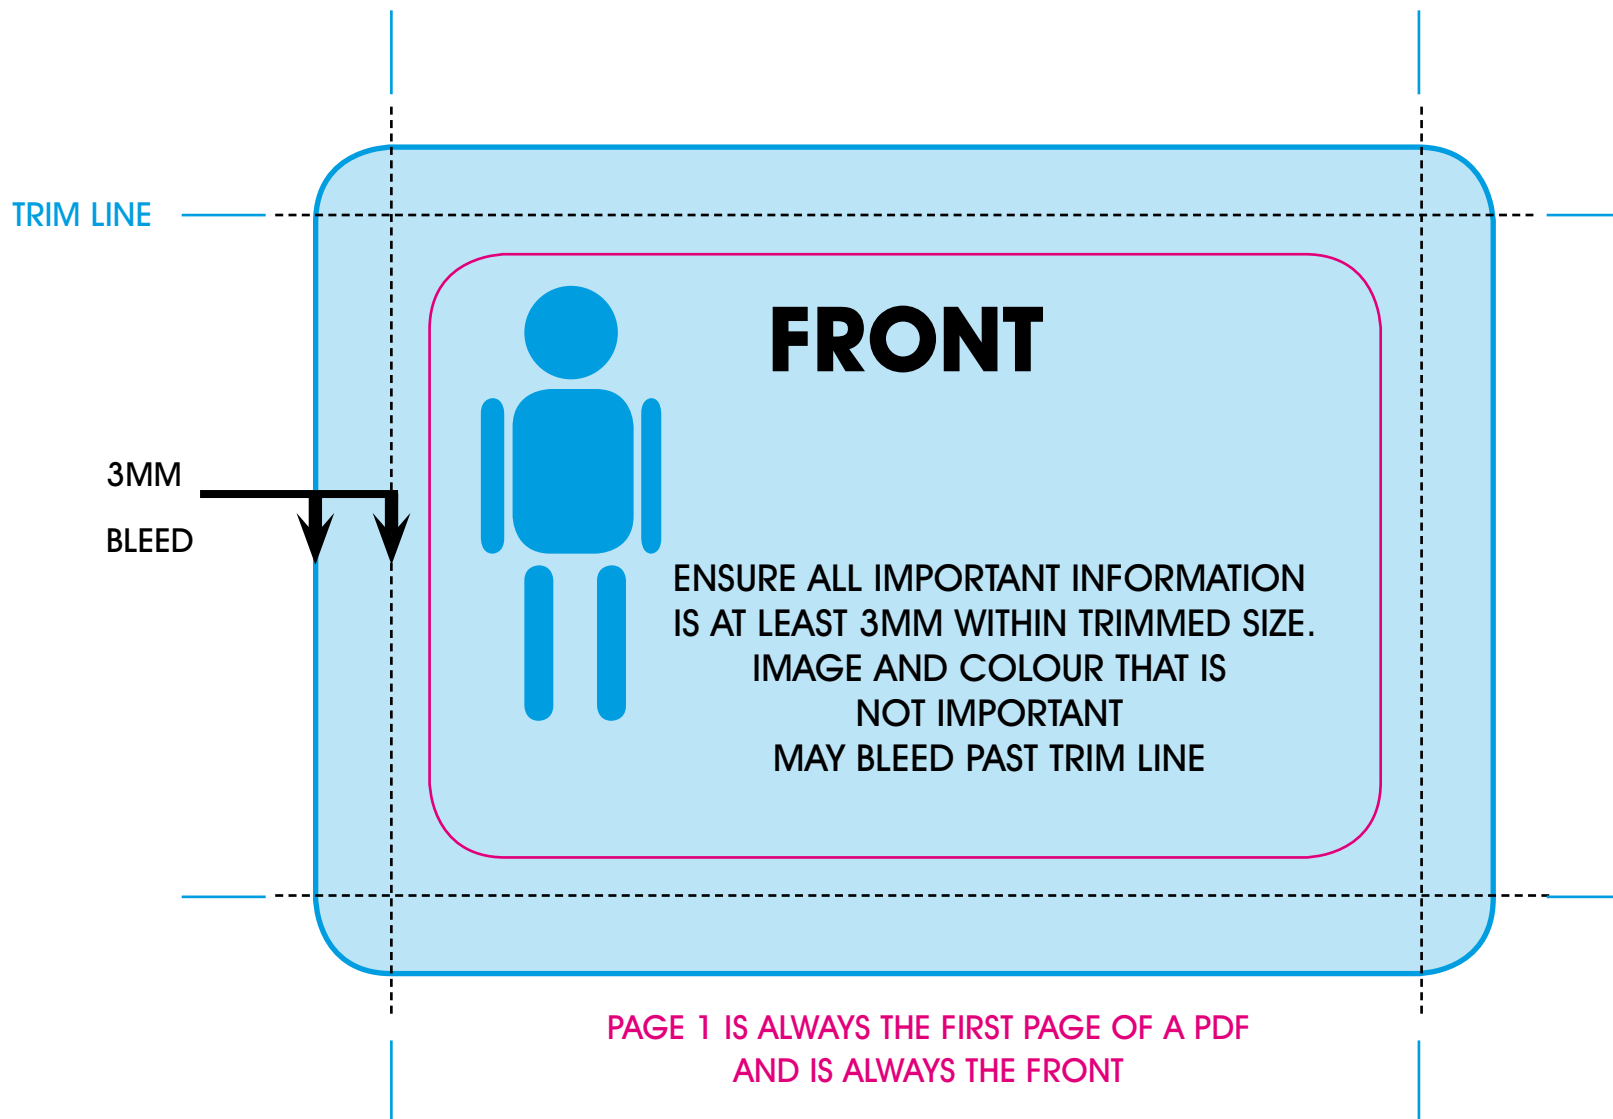 TRIM LINE
FRONT
3MM
BLEED
ENSURE ALL IMPORTANT INFORMATION
IS AT LEAST 3MM WITHIN TRIMMED SIZE.
IMAGE AND COLOUR THAT IS
NOT IMPORTANT
MAY BLEED PAST TRIM LINE
PAGE 1 IS ALWAYS THE FIRST PAGE OF A PDF
AND IS ALWAYS THE FRONT